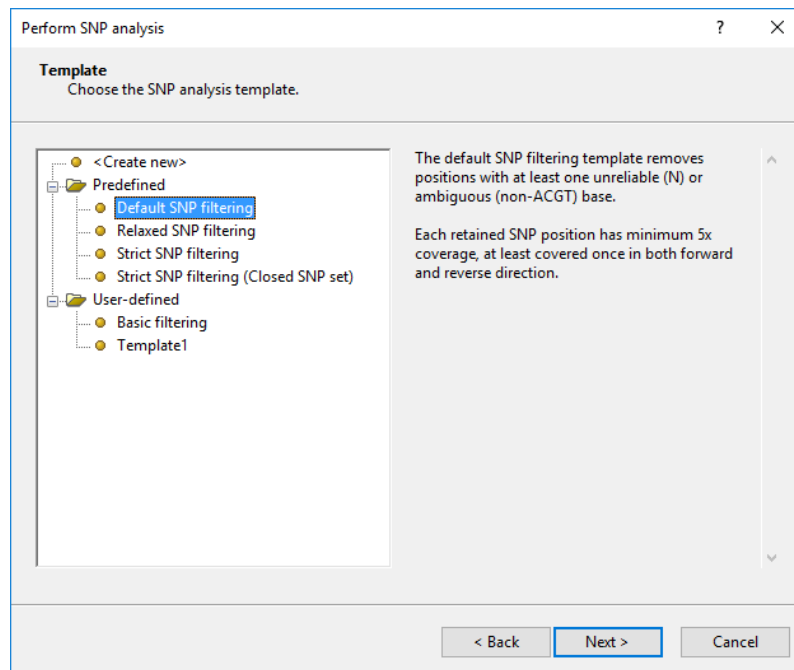 Perform SNP analysis
?
Template
Choose the SNP analysis template.
<Create new>
Predefined
Default SNP filtering
Relaxed SNP filtering
Strict SNP filtering
Strict SNP filtering (Closed SNP set)
User-defined
Basic filtering
Template1
The default SNP filtering template removes
positions with at least one unreliable (N) or
ambiguous (non-ACGT) base.
Each retained SNP position has minimum 5x
coverage, at least covered once in both forward
and reverse direction.
< Back
Next >
Cancel